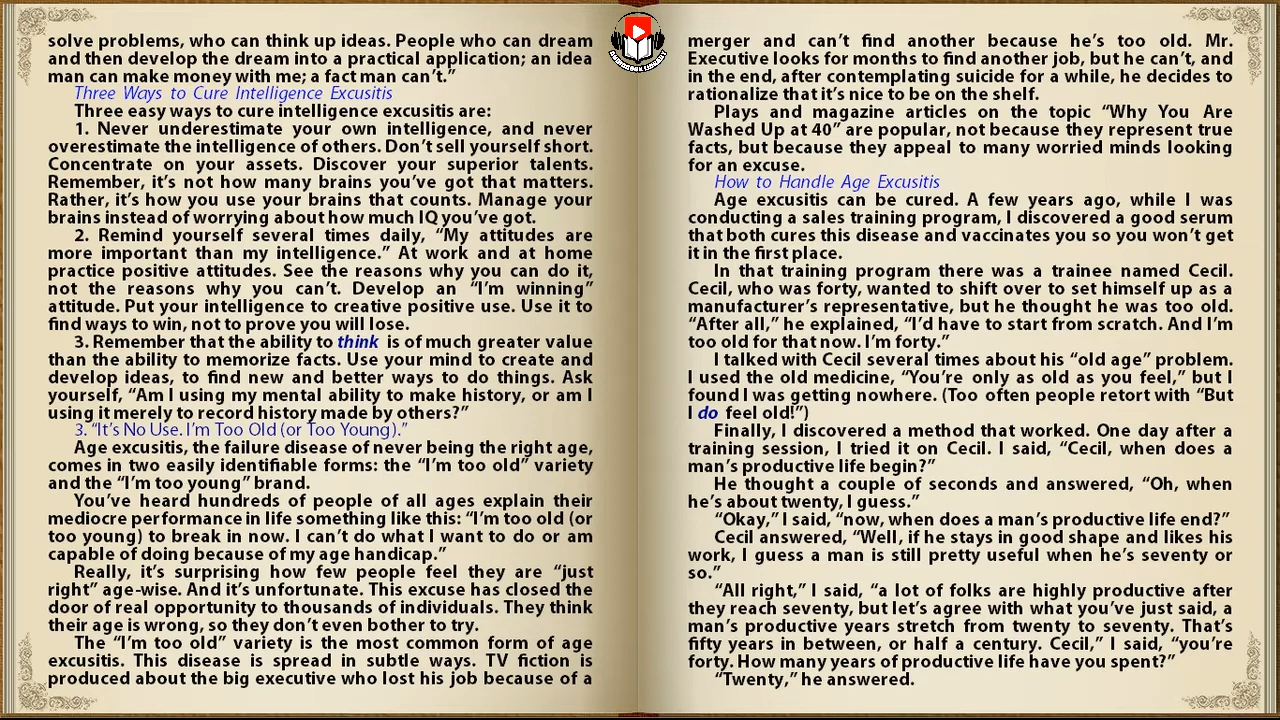 solve problems, who can think up ideas. People who can dream
and then develop the dream into a practical application; an idea
man can make money with me; a fact man can't.”
Three Ways to Cure Intelligence Excusitis
Three easy ways to cure intelligence excusitis are:
1. Never underestimate your own intelligence, and never
overestimate the intelligence of others. Don't sell yourself short.
Concentrate on your assets. Discover your superior talents.
Remember, it's not how many brains you've got that matters.
Rather, it's how you use your brains that counts. Manage your
brains instead of worrying about how much IQ you've got.
2. Remind yourself several times daily, “My attitudes are
more important than my intelligence.” At work and at home
practice positive attitudes. See the reasons why you can do it,
not the reasons why you can't. Develop an “I'm winning”
attitude. Put your intelligence to creative positive use. Use it to
find ways to win, not to prove you will lose.
3. Remember that the ability to think is of much greater value
than the ability to memorize facts. Use your mind to create and
develop ideas, to find new and better ways to do things. Ask
yourself, “Am I using my mental ability to make history, or am I
using it merely to record history made by others?”
3. “It's No Use. I'm Too Old (or Too Young).”
Age excusitis, the failure disease of never being the right age,
comes in two easily identifiable forms: the “I'm too old” variety
and the “I'm too young” brand.
You've heard hundreds of people of all ages explain their
mediocre performance in life something like this: “I'm too old (or
too young) to break in now. I can't do what I want to do or am
capable of doing because of my age handicap.”
Really, it's surprising how few people feel they are “just
right” age-wise. And it's unfortunate. This excuse has closed the
door of real opportunity to thousands of individuals. They think
their age is wrong, so they don't even bother to try.
The “I'm too old” variety is the most common form of age
excusitis. This disease is spread in subtle ways. TV fiction is
produced about the big executive who lost his job because of a
merger and can't find another because he's too old. Mr.
Executive looks for months to find another job, but he can't, and
in the end, after contemplating suicide for a while, he decides to
rationalize that it's nice to be on the shelf.
Plays and magazine articles on the topic “Why You Are
Washed Up at 40” are popular, not because they represent true
facts, but because they appeal to many worried minds looking
for an excuse.
How to Handle Age Excusitis
Age excusitis can be cured. A few years ago, while I was
conducting a sales training program, I discovered a good serum
that both cures this disease and vaccinates you so you won't get
it in the first place.
In that training program there was a trainee named Cecil.
Cecil, who was forty, wanted to shift over to set himself up as a
manufacturer's representative, but he thought he was too old.
“After all,” he explained, “I'd have to start from scratch. And I'm
too old for that now. I'm forty.”
I talked with Cecil several times about his “old age” problem.
I used the old medicine, “You're only as old as you feel,” but I
found I was getting nowhere. (Too often people retort with “But
I do feel old!”)
Finally, I discovered a method that worked. One day after a
training session, I tried it on Cecil. I said, “Cecil, when does a
man's productive life begin?”
He thought a couple of seconds and answered, “Oh, when
he's about twenty, I guess.”
“Okay,” I said, “now, when does a man's productive life end?”
Cecil answered, “Well, if he stays in good shape and likes his
work, I guess a man is still pretty useful when he's seventy or
so.”
“All right,” I said, “a lot of folks are highly productive after
they reach seventy, but let's agree with what you've just said, a
man's productive years stretch from twenty to seventy. That's
fifty years in between, or half a century. Cecil,” I said, “you're
forty. How many years of productive life have you spent?”
“Twenty,” he answered.